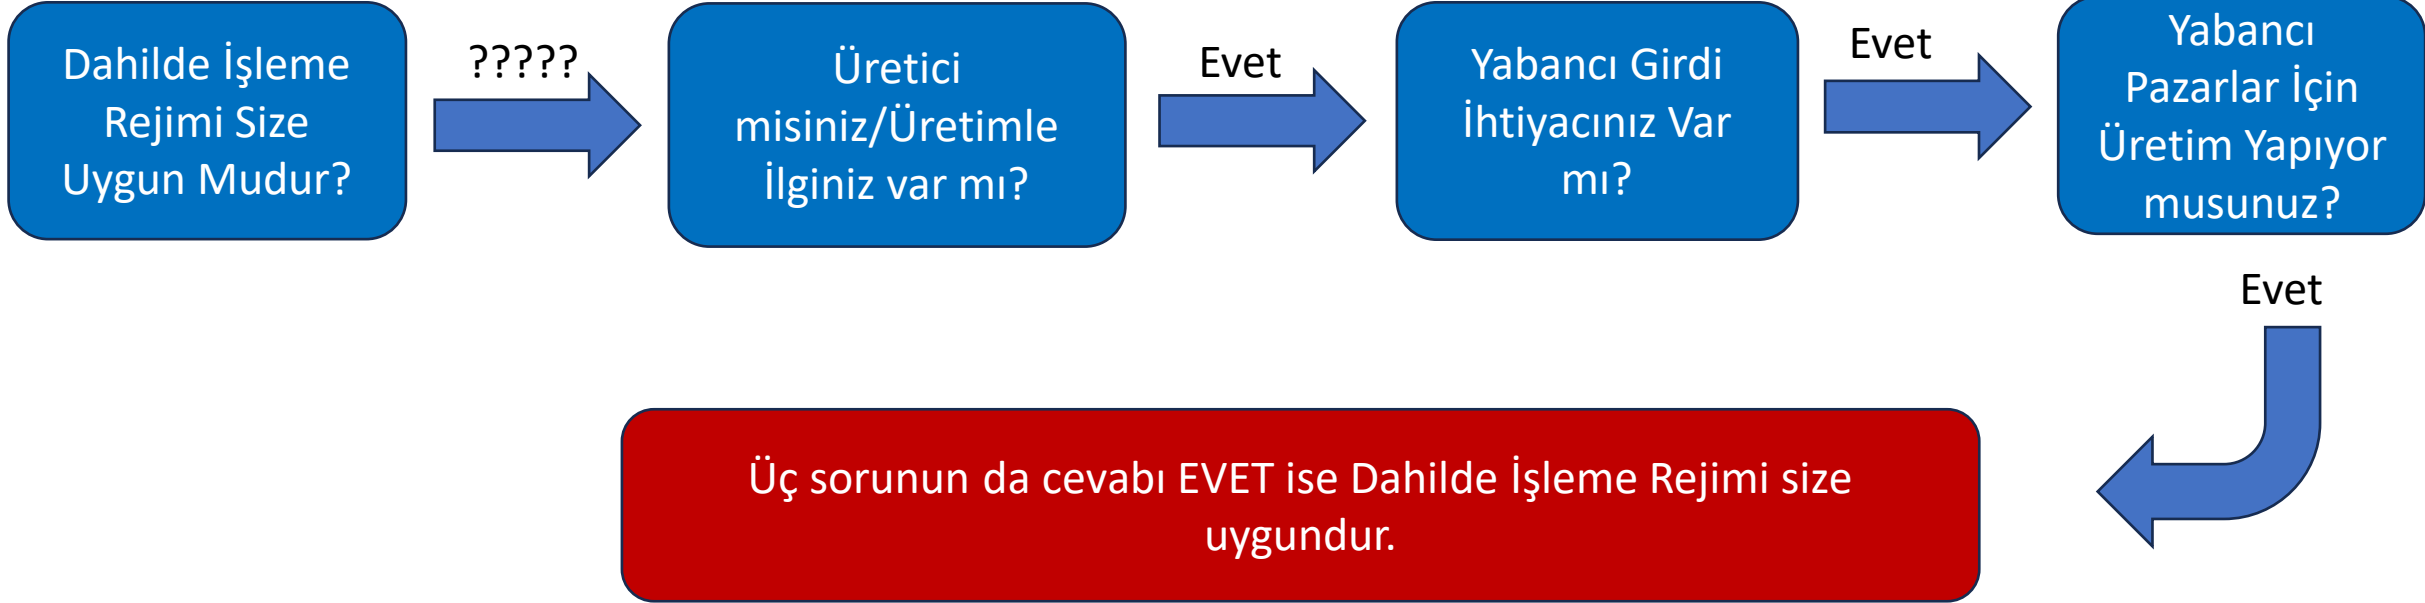 Dahilde İşleme
Rejimi Size
Uygun Mudur?
?????
Üretici
misiniz/Üretimle
İlginiz var mı?
Evet
Yabancı Girdi
İhtiyacınız Var
mı?
Evet
Yabancı
Pazarlar İçin
Üretim Yapıyor
musunuz?
Evet
Üç sorunun da cevabı EVET ise Dahilde İşleme Rejimi size
uygundur.